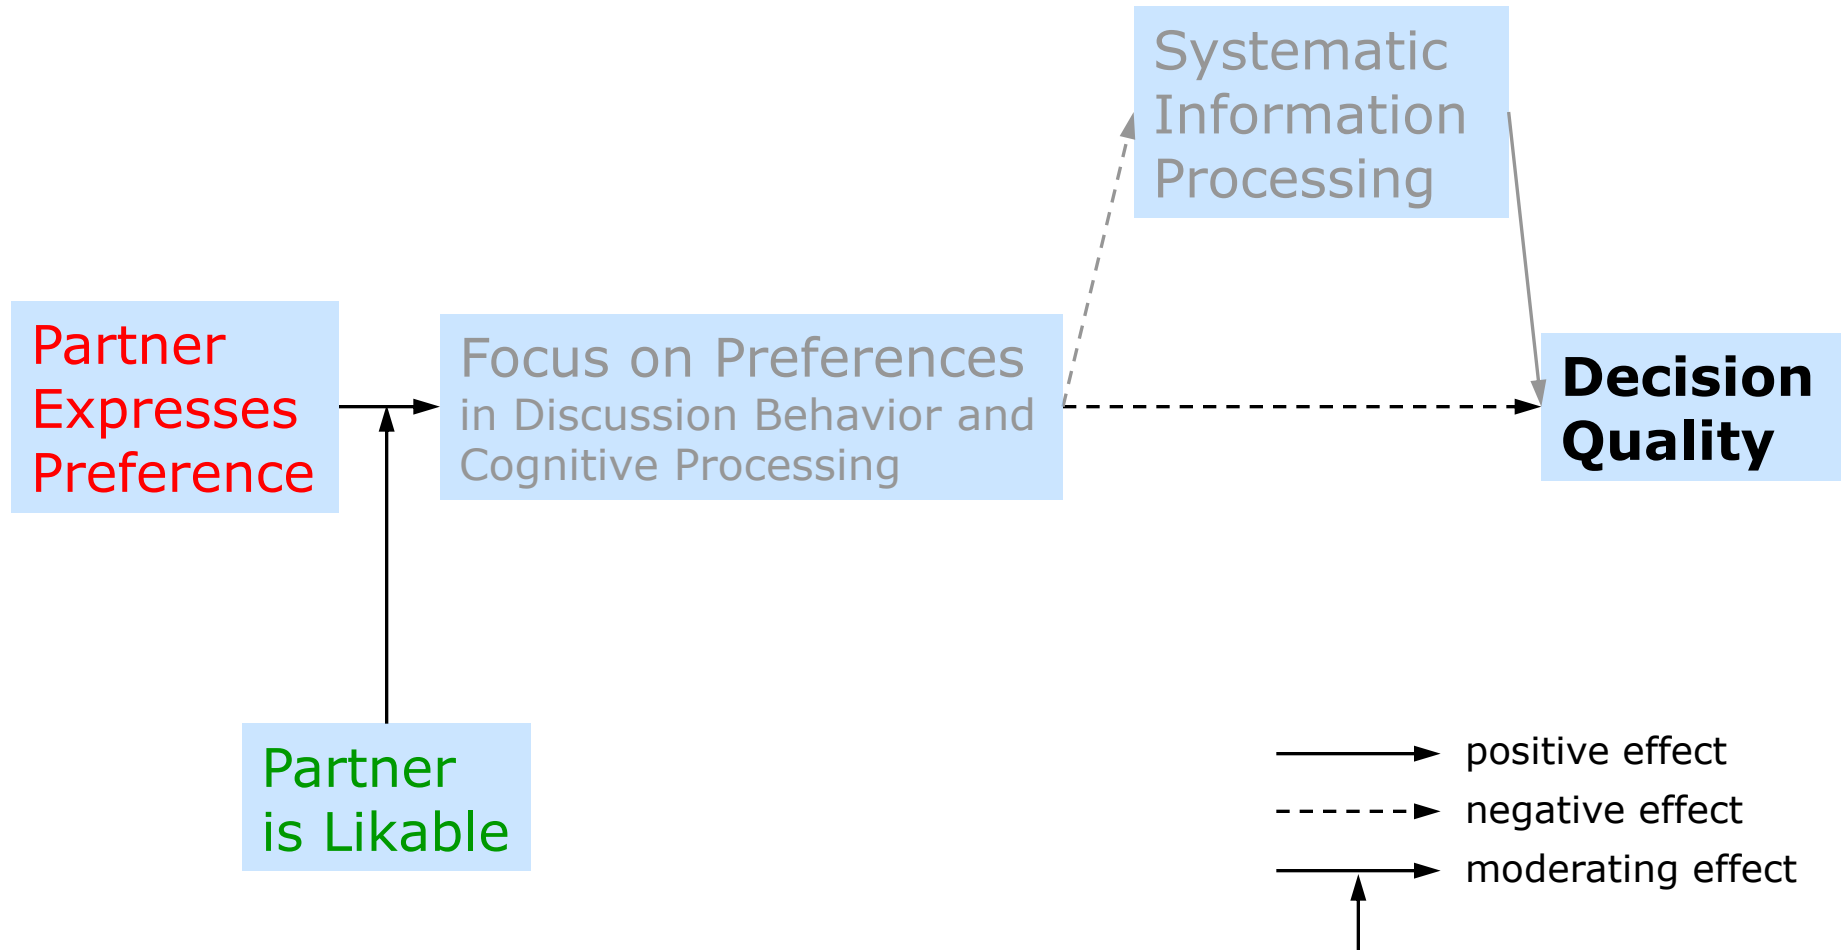 Systematic
Information
Processing
Partner
Expresses
Preference
Focus on Preferences
in Discussion Behavior and
Cognitive Processing
Decision
Quality
Partner
is Likable
positive effect
negative effect
moderating effect